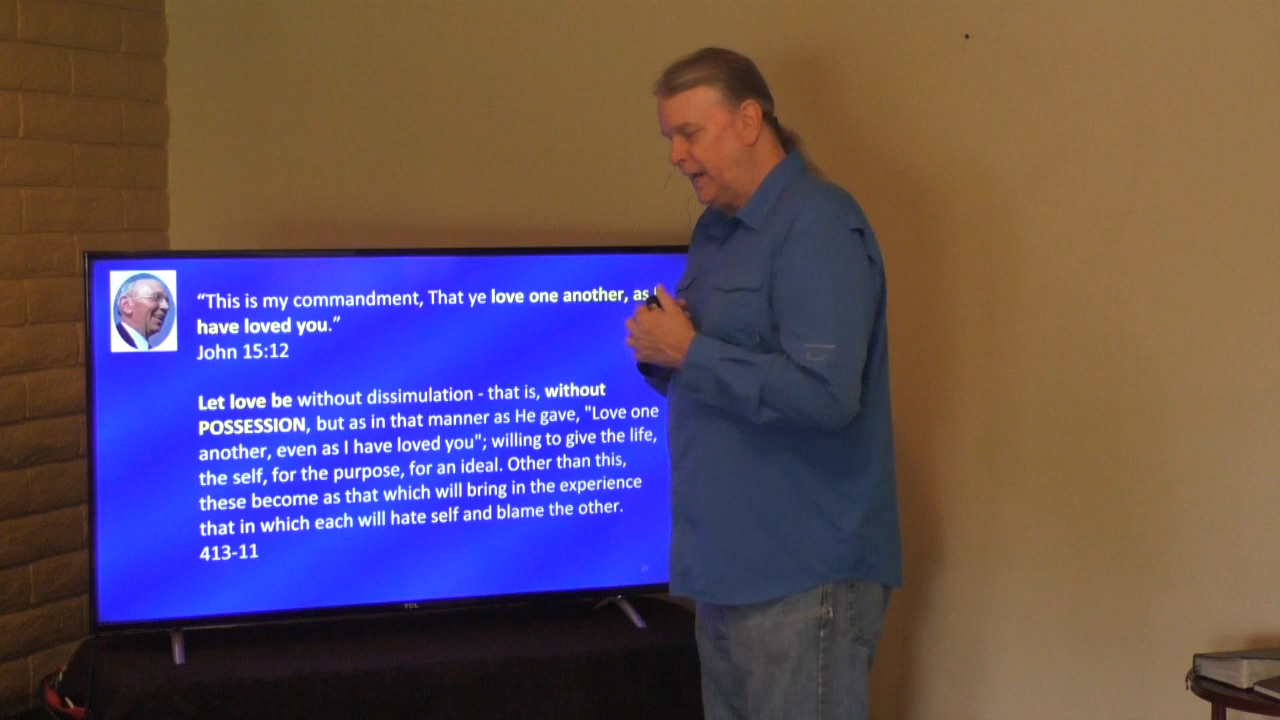 “This is my commandment, That ye love one another, as I
have loved you.”
John 15:12
Let love be without dissimulation - that is, without
POSSESSION, but as in that manner as He gave, "Love one
another, even as I have loved you"; willing to give the life,
the self, for the purpose, for an ideal. Other than this,
these become as that which will bring in the experience
that in which each will hate self and blame the other.
413-11
TCL